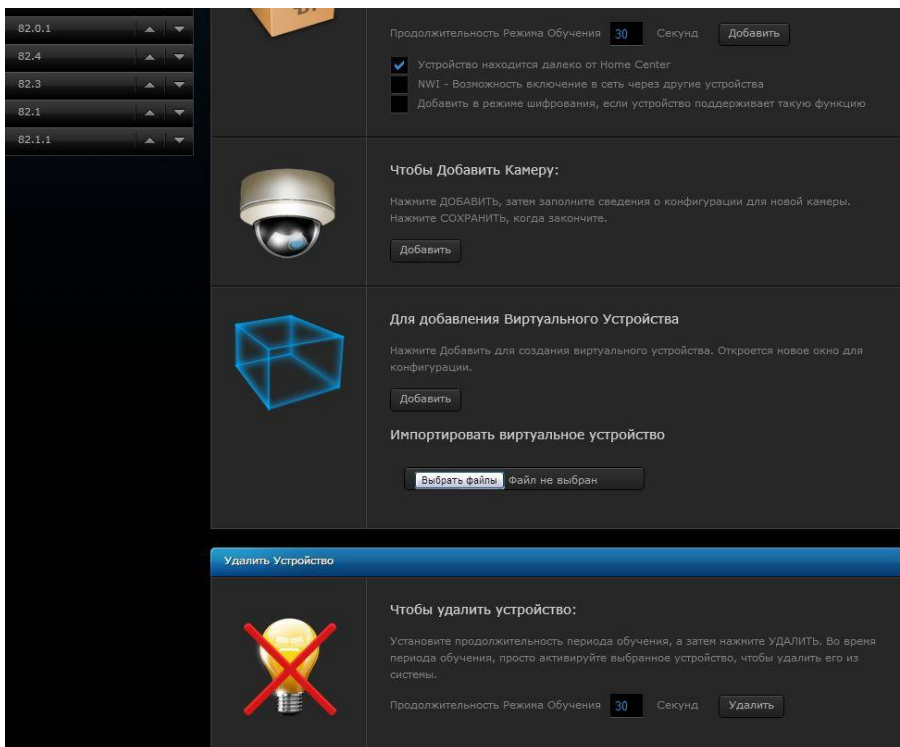 82.0.1
82.4
82.3
82.1
82.1.1
Продолжительность Режима Обучения 30 Секунд Добавить
Устройство находится далеко от Home Center
NWI - Возможность включение в сеть через другие устройства
Добавить в режиме шифрования, если устройство поддерживает такую функцию
Чтобы Добавить Камеру:
Нажмите ДОБАВИТЬ, затем заполните сведения о конфигурации для новой камеры.
Нажмите СОХРАНИТЬ, когда закончите.
Добавить
Для добавления Виртуального Устройства
Нажмите Добавить для создания виртуального устройства. Откроется новое окно для
конфигурации.
Добавить
Импортировать виртуальное устройство
Выбрать файлы Файл не выбран
Удалить Устройство
Чтобы удалить устройство:
Установите продолжительность периода обучения, а затем нажмите УДАЛИТЬ. Во время
периода обучения, просто активируйте выбранное устройство, чтобы удалить его из
системы.
Продолжительность Режима Обучения 30 Секунд Удалить